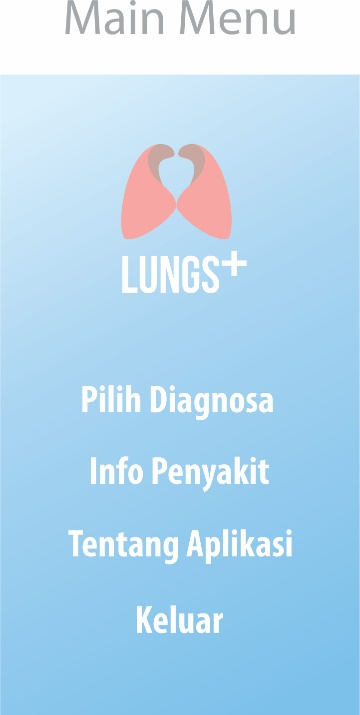 Main Menu
LUNGS+
Pilih Diagnosa
Info Penyakit
Tentang Aplikasi
Keluar